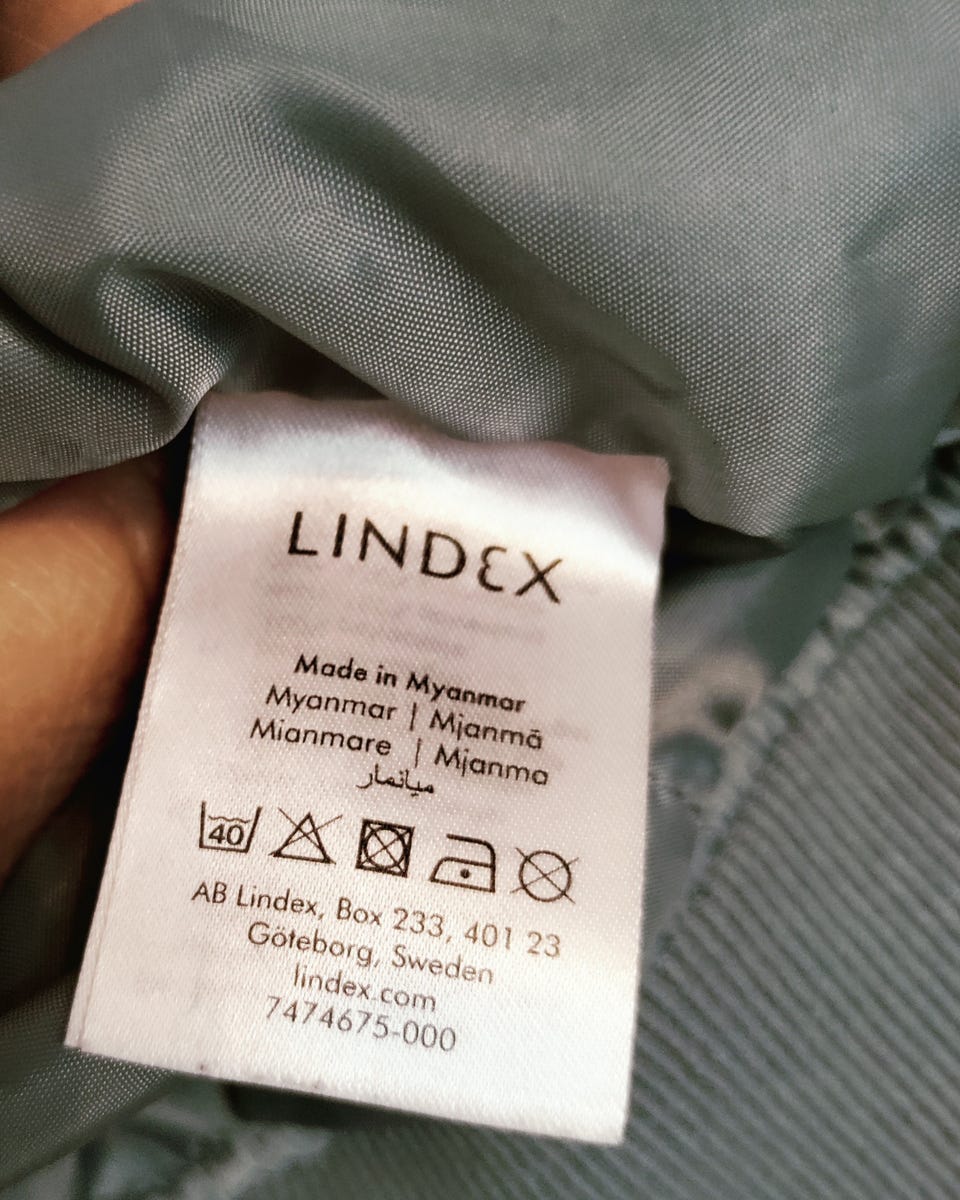 LINDEX
Made in Myanmar
Myanmar | Mjanmā
Mianmare | Mjanma
ميانمار
40
AB Lindex, Box 233, 401 23
Göteborg, Sweden
lindex.com
7474675-000